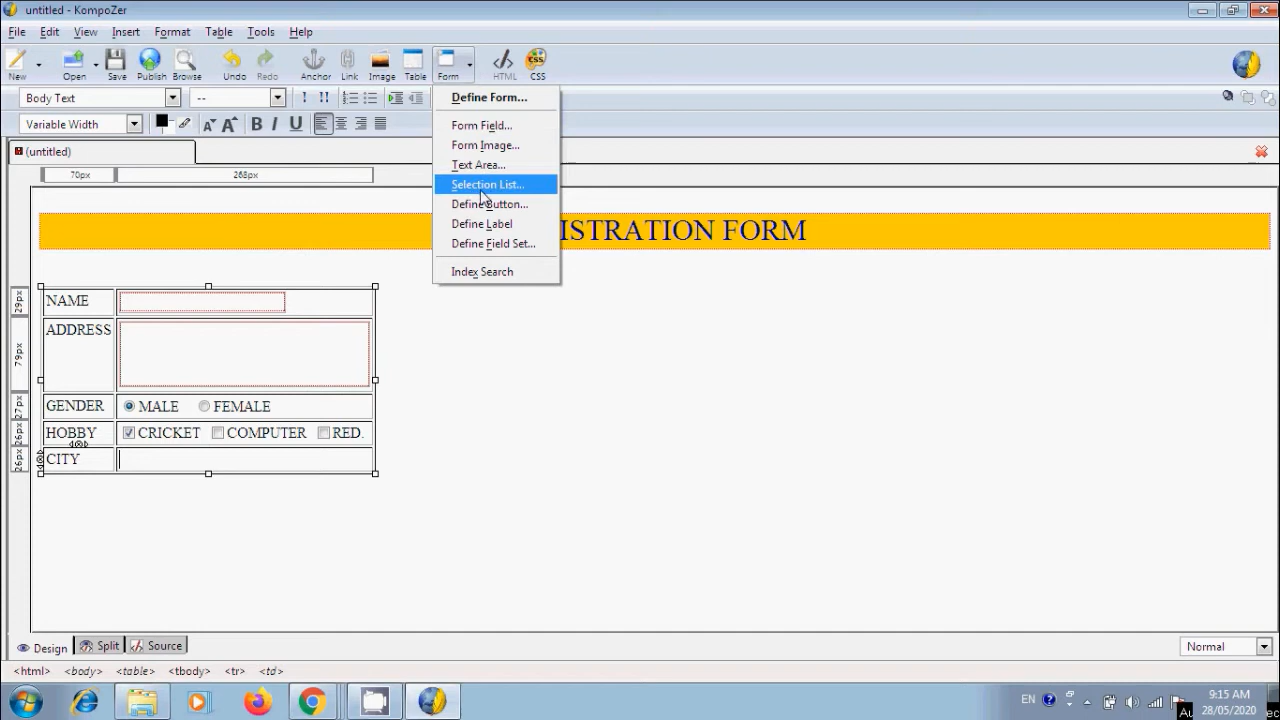 untitled - KompoZer
File Edit View Insert Format Table Tools Help
New Open Save Publish Browse Undo Redo Anchor Link Image Table Form HTML CSS
Body Text --
Variable Width B I U
(untitled)
70px 268px
Define Form...
Form Field...
Form Image...
Text Area...
Selection List...
Define Button...
Define Label
Define Field Set...
Index Search
ISTRATION FORM
29px NAME
79px ADDRESS
27px GENDER MALE FEMALE
26px HOBBY CRICKET COMPUTER RED.
26px CITY
Design Split Source Normal
<html> <body> <table> <tbody> <tr> <td>
EN 9:15 AM
28/05/2020